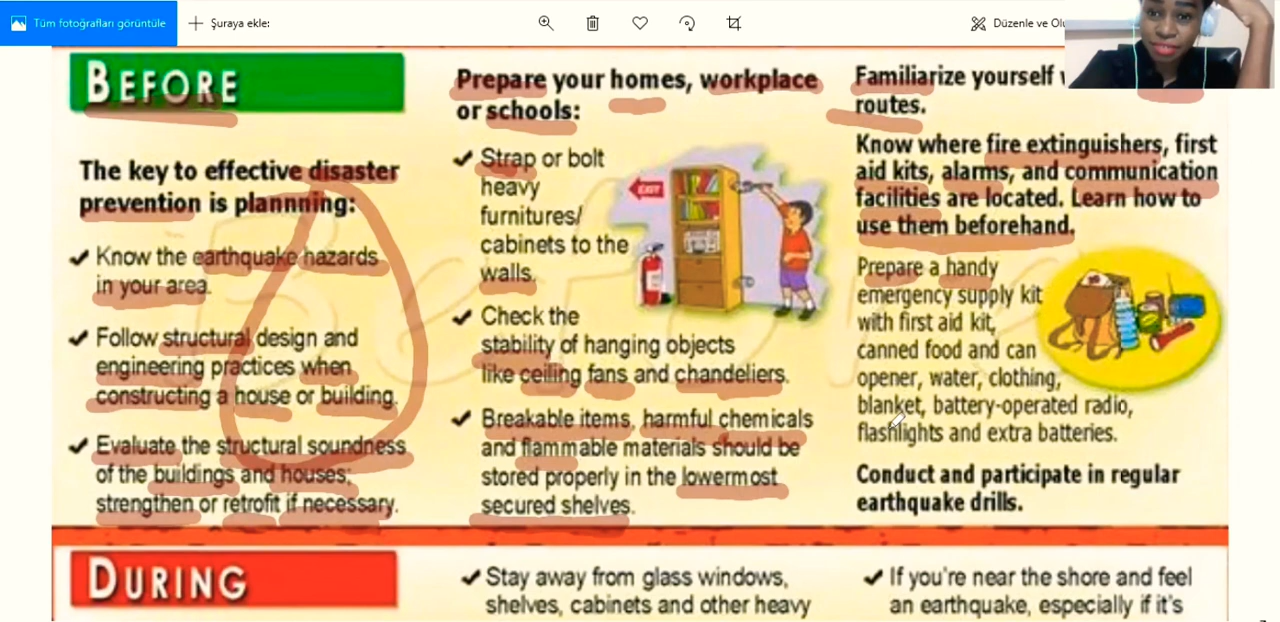 Tüm fotoğrafları görüntüle
Şuraya ekle:
Düzenle ve
BEFORE
The key to effective disaster
prevention is plannning:
Know the earthquake hazards
in your area.
Follow structural design and
engineering practices when
constructing a house or building.
Evaluate the structural soundness
of the buildings and houses;
strengthen or retrofit if necessary.
Prepare your homes, workplace
or schools:
Strap or bolt
heavy
furnitures/
cabinets to the
walls.
EXIT
Check the
stability of hanging objects
like ceiling fans and chandeliers.
Breakable items, harmful chemicals
and flammable materials should be
stored properly in the lowermost
secured shelves.
Familiarize yourself
routes.
Know where fire extinguishers, first
aid kits, alarms, and communication
facilities are located. Learn how to
use them beforehand.
Prepare a handy
emergency supply kit
with first aid kit,
canned food and can
opener, water, clothing,
blanket, battery-operated radio,
flashlights and extra batteries.
Conduct and participate in regular
earthquake drills.
Before
DURING
Stay away from glass windows,
shelves, cabinets and other heavy
If you're near the shore and feel
an earthquake, especially if it's